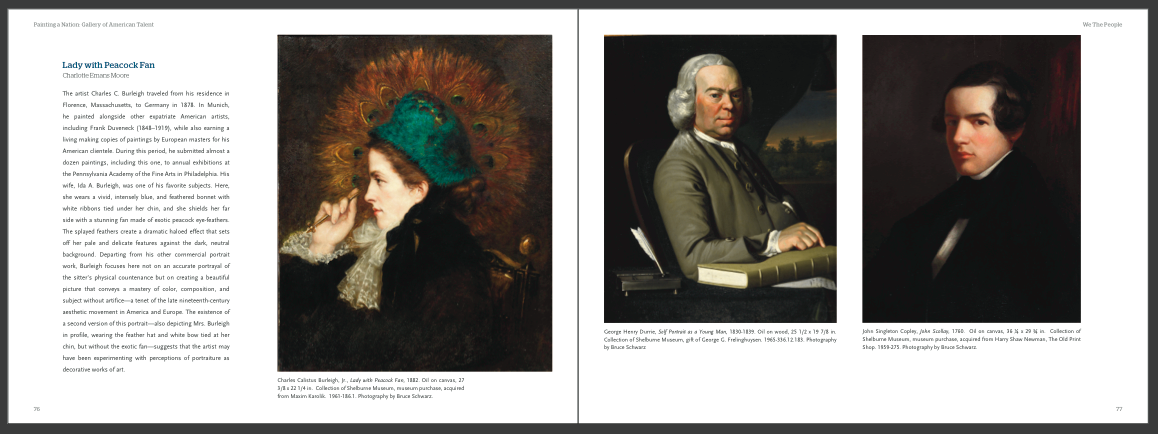 Painting a Nation: Gallery of American Talent
Lady with Peacock Fan
Charlotte Emans Moore
The artist Charles C. Burleigh traveled from his residence in
Florence, Massachusetts, to Germany in 1878. In Munich,
he painted alongside other expatriate American artists,
including Frank Duveneck (1848–1919), while also earning a
living making copies of paintings by European masters for his
American clientele. During this period, he submitted almost a
dozen paintings, including this one, to annual exhibitions at
the Pennsylvania Academy of the Fine Arts in Philadelphia. His
wife, Ida A. Burleigh, was one of his favorite subjects. Here,
she wears a vivid, intensely blue, and feathered bonnet with
white ribbons tied under her chin, and she shields her far
side with a stunning fan made of exotic peacock eye-feathers.
The splayed feathers create a dramatic haloed effect that sets
off her pale and delicate features against the dark, neutral
background. Departing from his other commercial portrait
work, Burleigh focuses here not on an accurate portrayal of
the sitter's physical countenance but on creating a beautiful
picture that conveys a mastery of color, composition, and
subject without artifice—a tenet of the late nineteenth-century
aesthetic movement in America and Europe. The existence of
a second version of this portrait—also depicting Mrs. Burleigh
in profile, wearing the feather hat and white bow tied at her
chin, but without the exotic fan—suggests that the artist may
have been experimenting with perceptions of portraiture as
decorative works of art.
Charles Calistus Burleigh, Jr., Lady with Peacock Fan, 1882. Oil on canvas, 27
3/8 x 22 1/4 in. Collection of Shelburne Museum, museum purchase, acquired
from Maxim Karolik. 1961-186.1. Photography by Bruce Schwarz.
76
We The People
George Henry Durrie, Self Portrait as a Young Man, 1830-1839. Oil on wood, 25 1/2 x 19 7/8 in.
Collection of Shelburne Museum, gift of George G. Frelinghuysen. 1965-336.12.183. Photography
by Bruce Schwarz
John Singleton Copley, John Scollay, 1760. Oil on canvas, 36 ¼ x 29 ¾ in. Collection of
Shelburne Museum, museum purchase, acquired from Harry Shaw Newman, The Old Print
Shop. 1959-275. Photography by Bruce Schwarz.
77